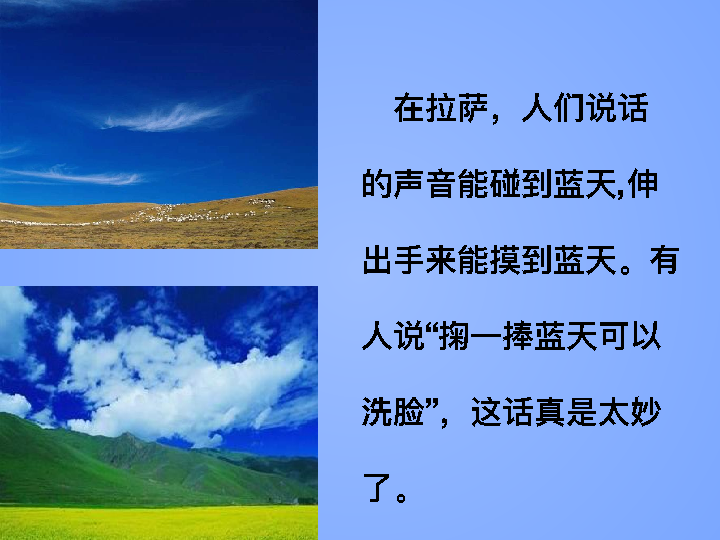 在拉萨，人们说话
的声音能碰到蓝天,伸
出手来能摸到蓝天。有
人说“掬一捧蓝天可以
洗脸”，这话真是太妙
了。